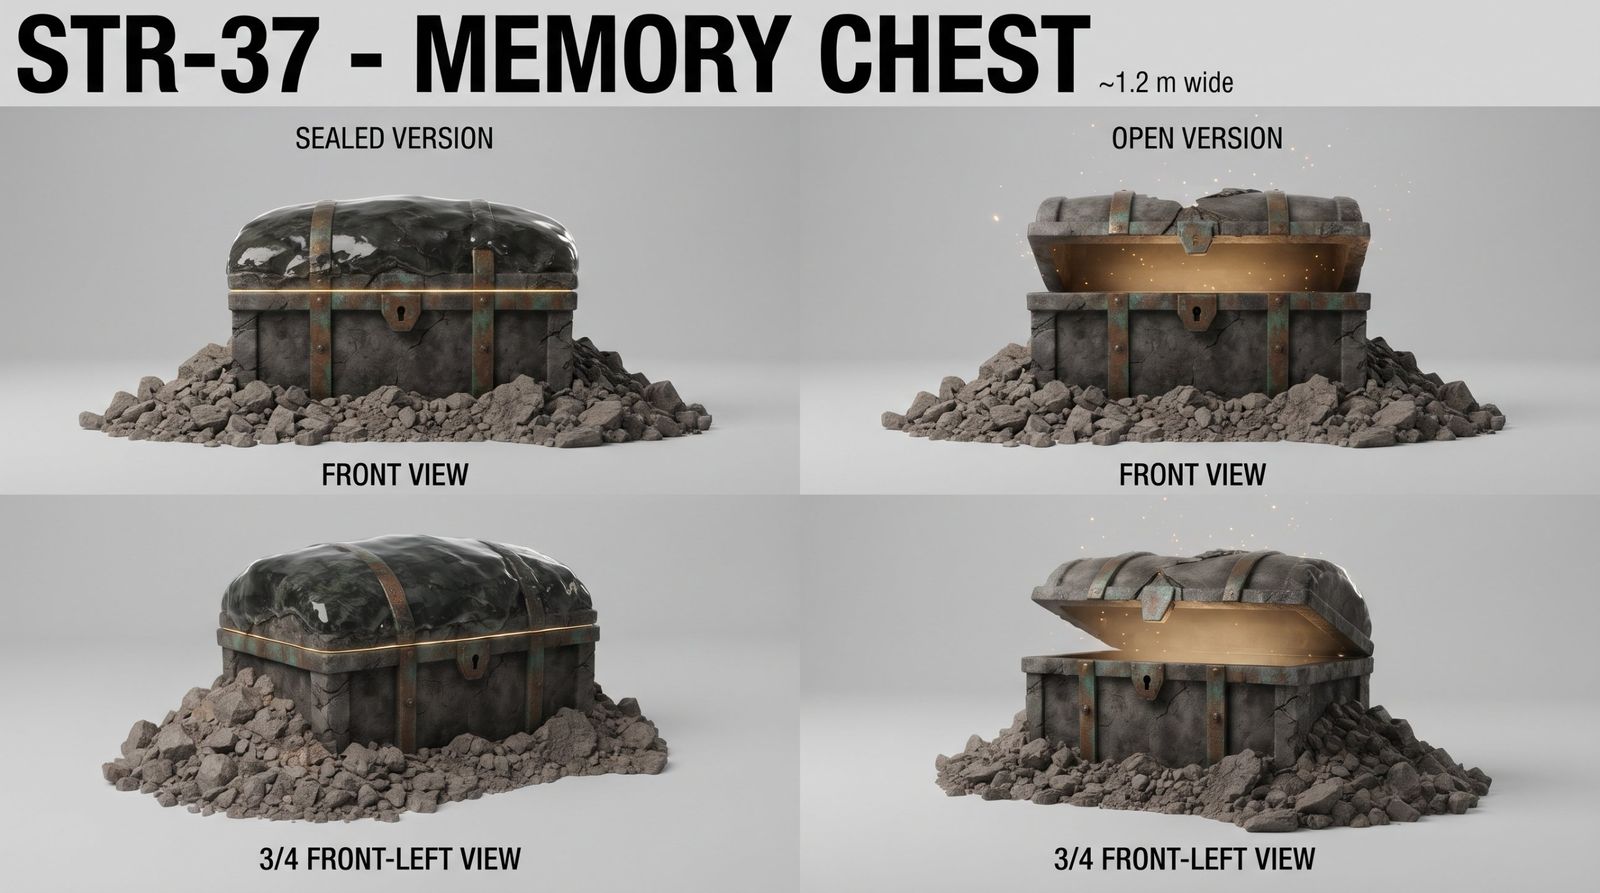 STR-37 - MEMORY CHEST ~1.2 m wide
SEALED VERSION
OPEN VERSION
FRONT VIEW
FRONT VIEW
3/4 FRONT-LEFT VIEW
3/4 FRONT-LEFT VIEW